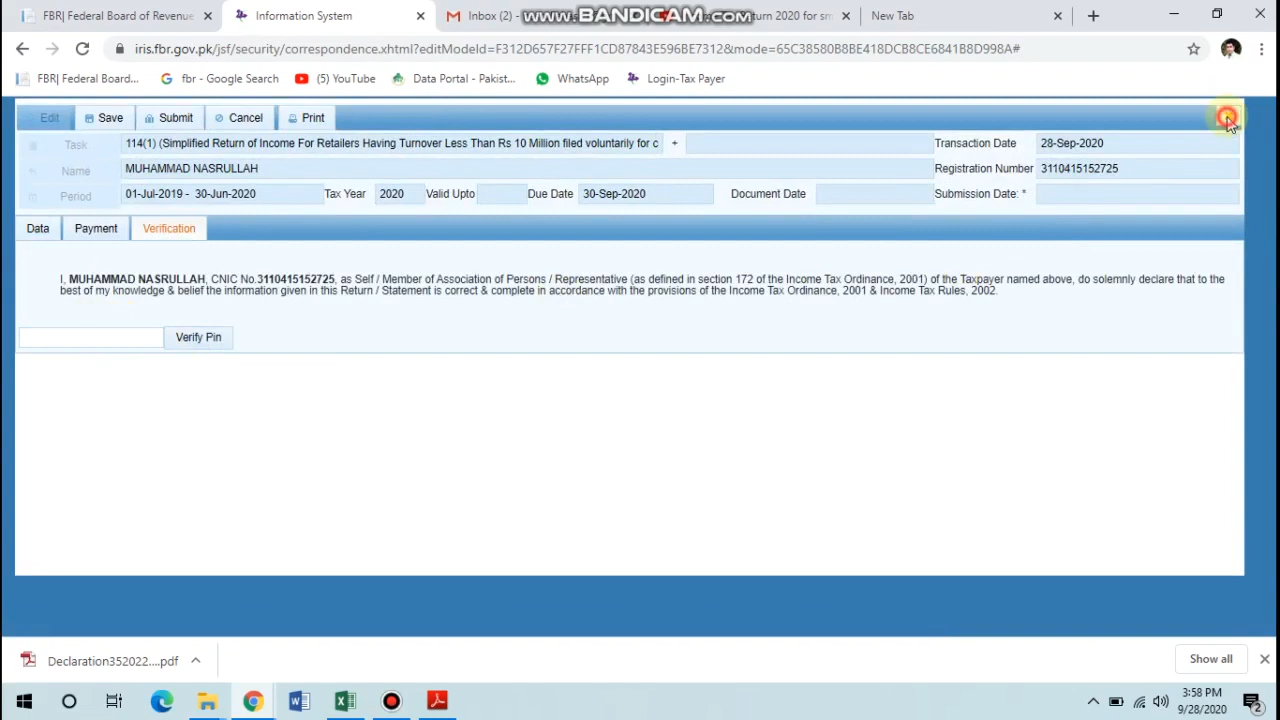 FBR| Federal Board of Revenue
Information System
Inbox (2) -
www.BANDICAM.com
turn 2020 for sm
New Tab
iris.fbr.gov.pk/jsf/security/correspondence.xhtml?editModeId=F312D657F27FFF1CD87843E596BE7312&mode=65C38580B8BE418DCB8CE6841B8D998A#
FBR| Federal Board...
fbr - Google Search
(5) YouTube
Data Portal - Pakist...
WhatsApp
Login-Tax Payer
Edit Save Submit Cancel Print
Task 114(1) (Simplified Return of Income For Retailers Having Turnover Less Than Rs 10 Million filed voluntarily for c + Transaction Date 28-Sep-2020
Name MUHAMMAD NASRULLAH Registration Number 3110415152725
Period 01-Jul-2019 - 30-Jun-2020 Tax Year 2020 Valid Upto Due Date 30-Sep-2020 Document Date Submission Date: *
Data Payment Verification
I, MUHAMMAD NASRULLAH, CNIC No.3110415152725, as Self / Member of Association of Persons / Representative (as defined in section 172 of the Income Tax Ordinance, 2001) of the Taxpayer named above, do solemnly declare that to the
best of my knowledge & belief the information given in this Return / Statement is correct & complete in accordance with the provisions of the Income Tax Ordinance, 2001 & Income Tax Rules, 2002.
Verify Pin
Declaration352022....pdf
Show all
3:58 PM
9/28/2020
2